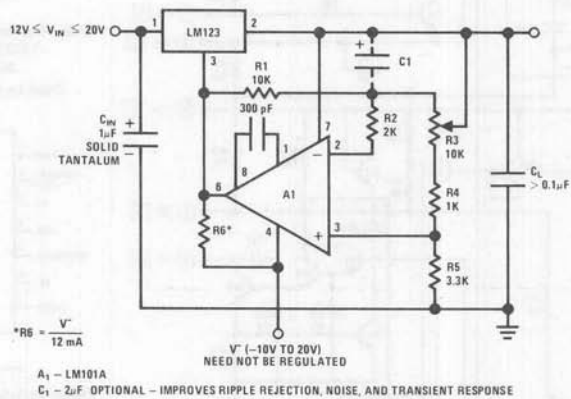 12V ≤ VIN ≤ 20V
1
LM123
2
3
R1
10K
+
C1
300 pF
CIN
1µF
SOLID
TANTALUM
+
−
8
1
7
−
2
R2
2K
R3
10K
R4
1K
CL
> 0.1µF
6
A1
4
+
3
R6*
R5
3.3K
*R6 = V⁻
12 mA
V⁻ (−10V TO 20V)
NEED NOT BE REGULATED
A1 – LM101A
C1 – 2µF OPTIONAL – IMPROVES RIPPLE REJECTION, NOISE, AND TRANSIENT RESPONSE